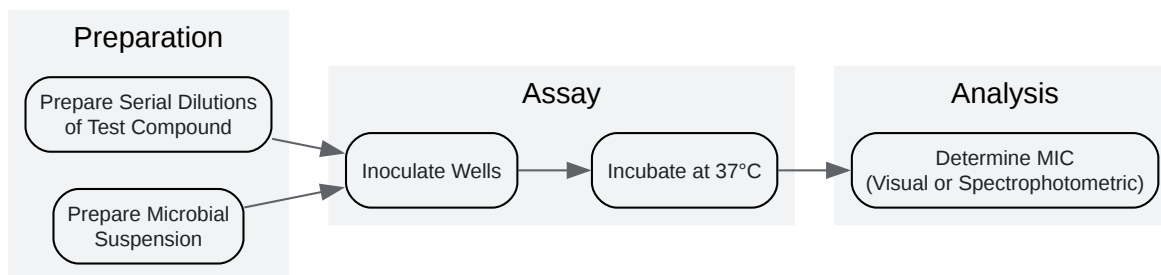 Preparation
Prepare Serial Dilutions
of Test Compound
Prepare Microbial
Suspension
Assay
Inoculate Wells
Incubate at 37°C
Analysis
Determine MIC
(Visual or Spectrophotometric)